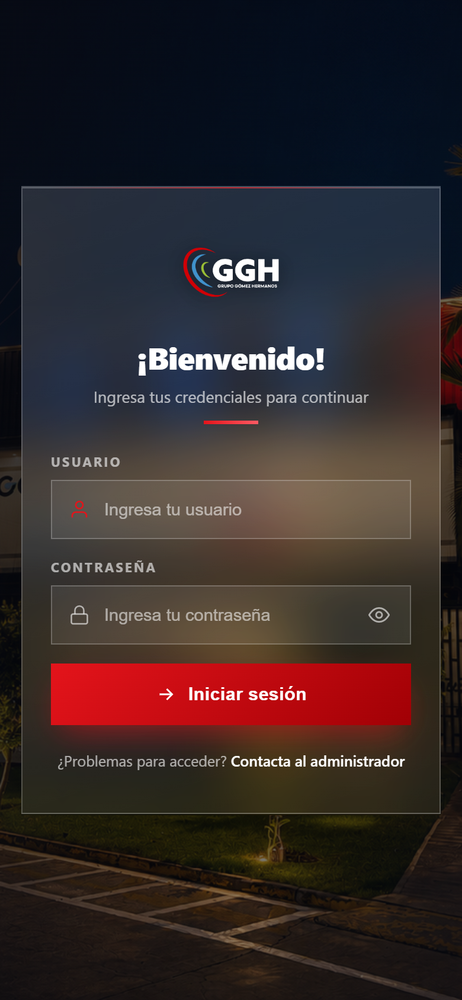 GGH
GRUPO GÓMEZ HERMANOS
¡Bienvenido!
Ingresa tus credenciales para continuar
USUARIO
Ingresa tu usuario
CONTRASEÑA
Ingresa tu contraseña
→ Iniciar sesión
¿Problemas para acceder? Contacta al administrador